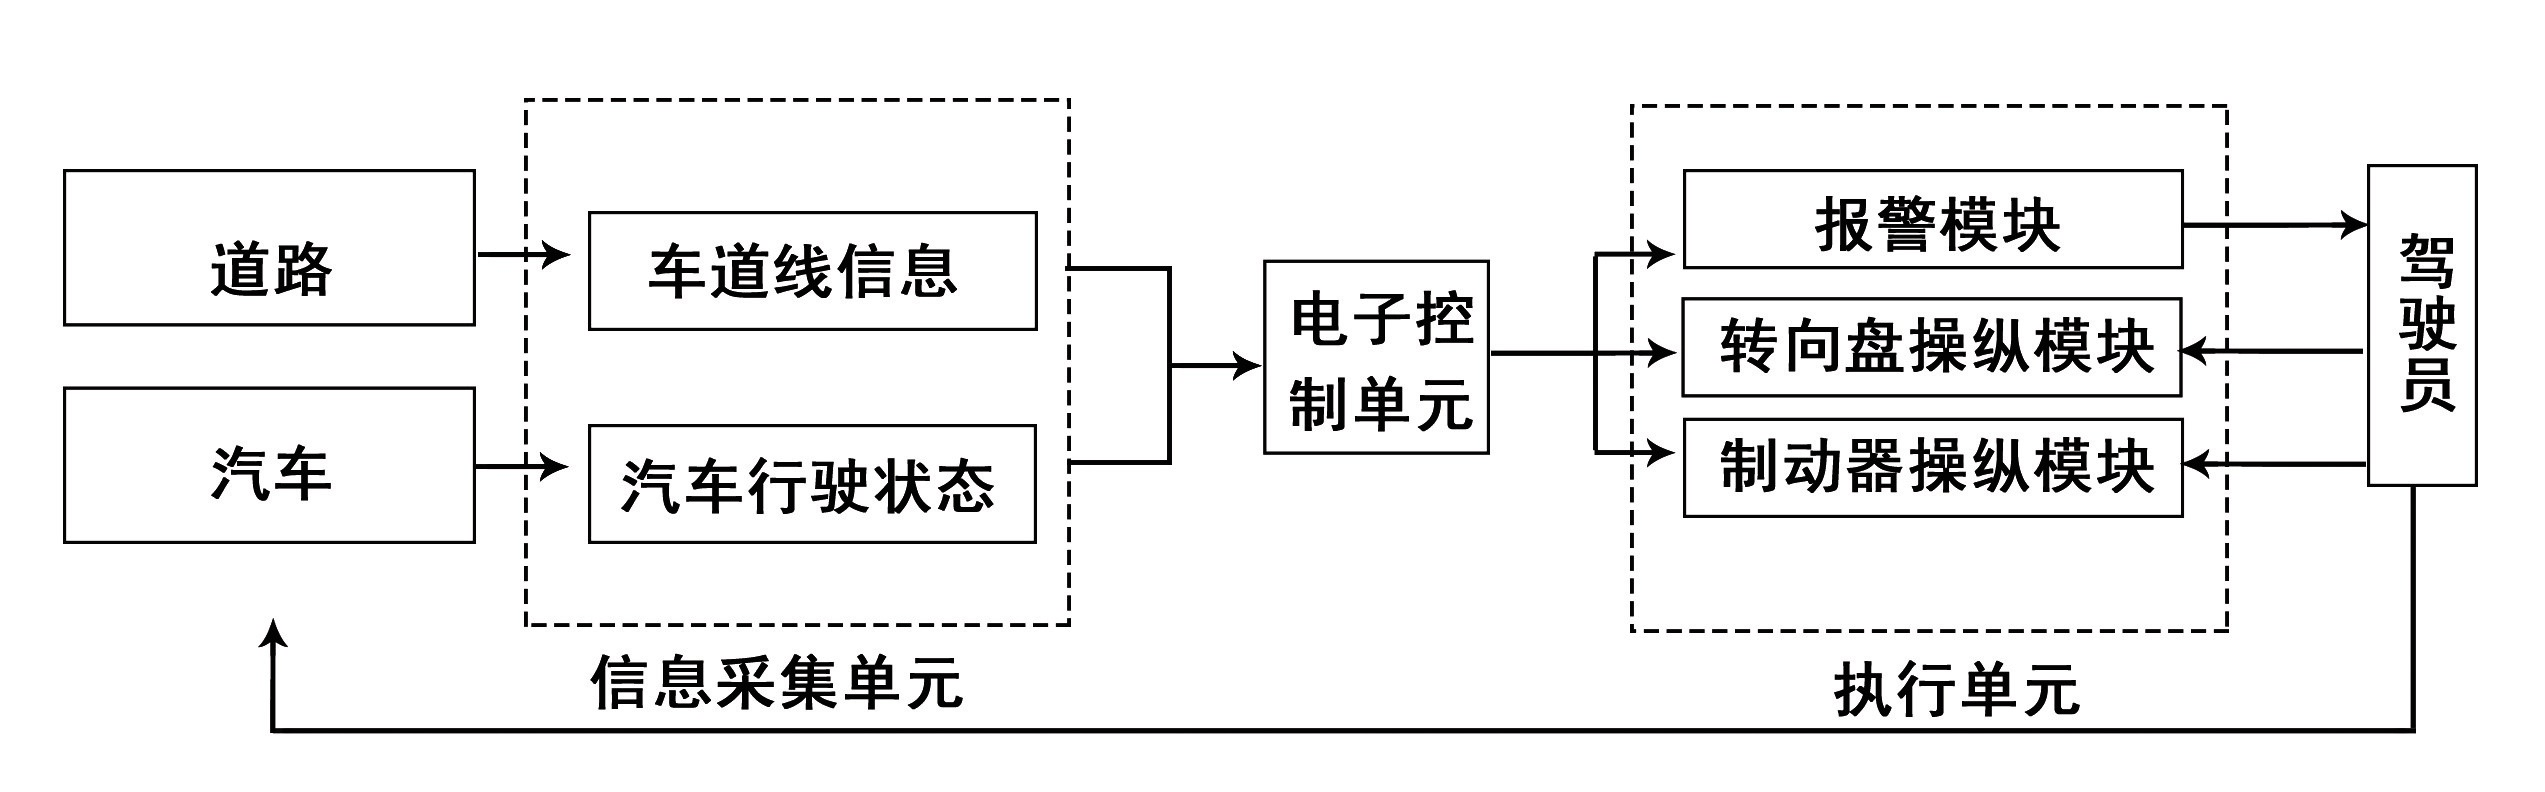 道路
汽车
车道线信息
汽车行驶状态
信息采集单元
电子控
制单元
报警模块
转向盘操纵模块
制动器操纵模块
执行单元
驾驶员